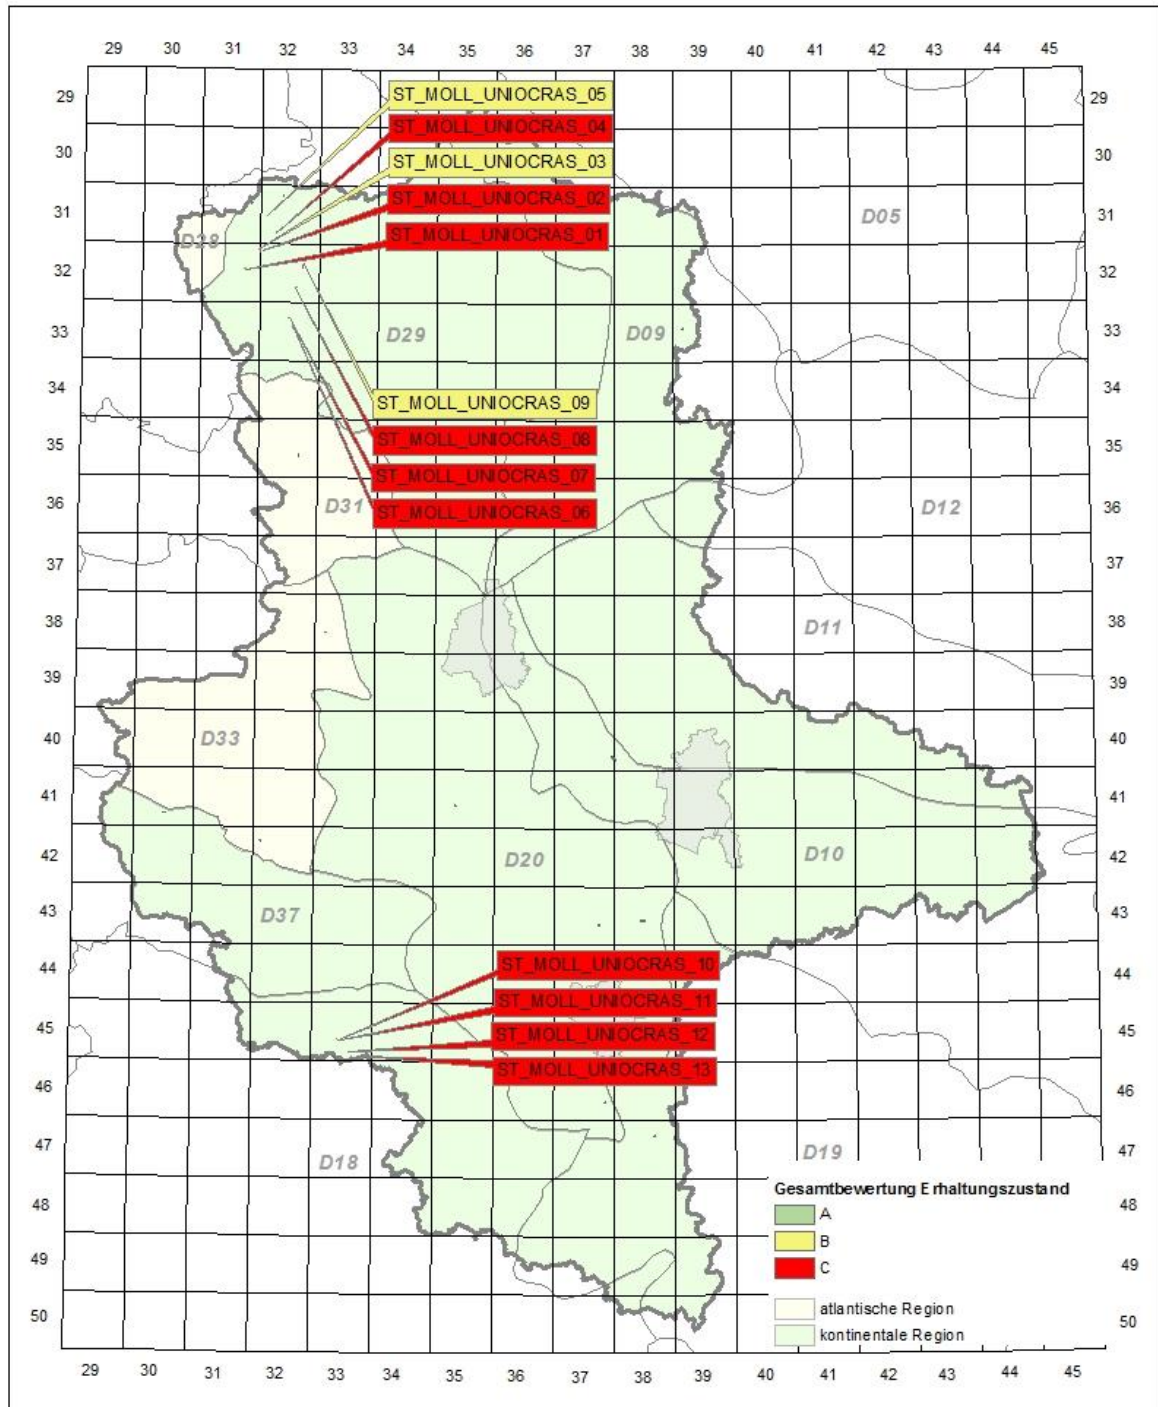 29 30 31 32 33 34 35 36 37 38 39 40 41 42 43 44 45
29 ST_MOLL_UNIOCRAS_05 29
ST_MOLL_UNIOCRAS_04
30 ST_MOLL_UNIOCRAS_03 30
ST_MOLL_UNIOCRAS_02
31 D05 31
ST_MOLL_UNIOCRAS_01
D28
32 32
33 D29 D09 33
34 34
ST_MOLL_UNIOCRAS_09
35 ST_MOLL_UNIOCRAS_08 35
ST_MOLL_UNIOCRAS_07
36 D31 ST_MOLL_UNIOCRAS_06 D12 36
37 37
38 D11 38
39 39
40 D33 40
41 41
42 D20 D10 42
43 D37 43
44 ST_MOLL_UNIOCRAS_10 44
ST_MOLL_UNIOCRAS_11
45 ST_MOLL_UNIOCRAS_12 45
ST_MOLL_UNIOCRAS_13
46 46
47 D18 D19 47
Gesamtbewertung Erhaltungszustand
48 A 48
B
49 C 49
atlantische Region
50 kontinentale Region 50
29 30 31 32 33 34 35 36 37 38 39 40 41 42 43 44 45